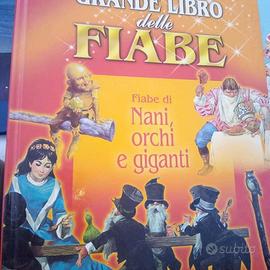 GRANDE LIBRO
delle
FIABE
Fiabe di
Nani,
orchi
e giganti
subito